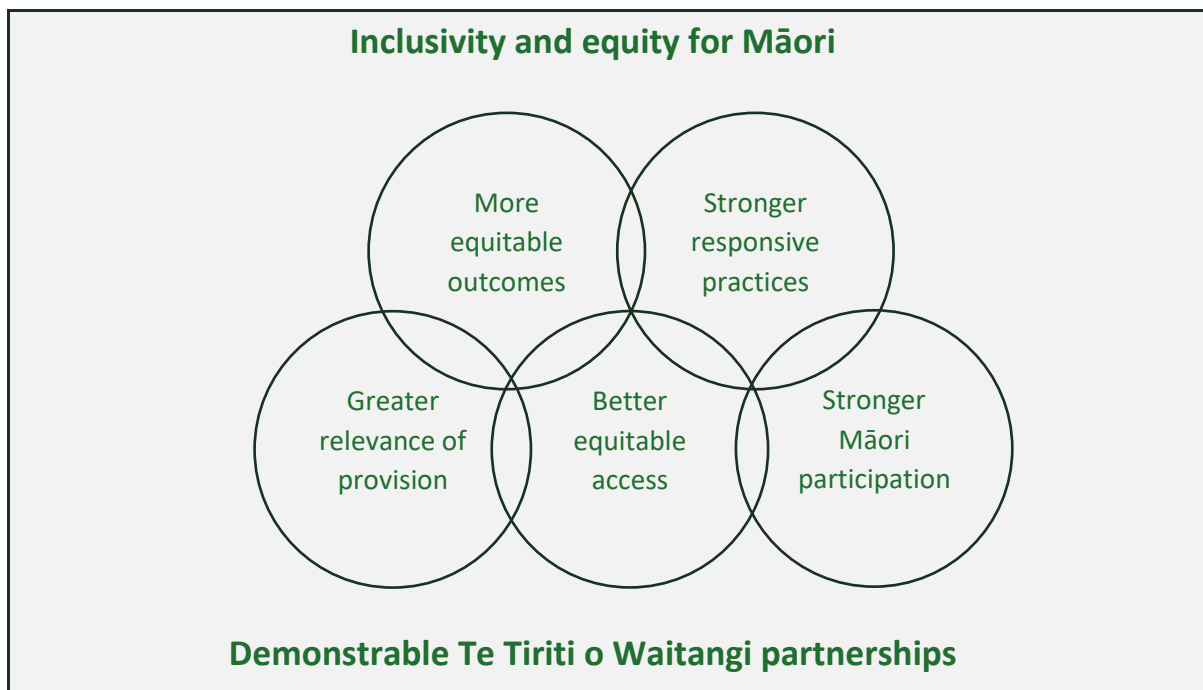 Inclusivity and equity for Māori
More
equitable
outcomes
Stronger
responsive
practices
Greater
relevance of
provision
Better
equitable
access
Stronger
Māori
participation
Demonstrable Te Tiriti o Waitangi partnerships